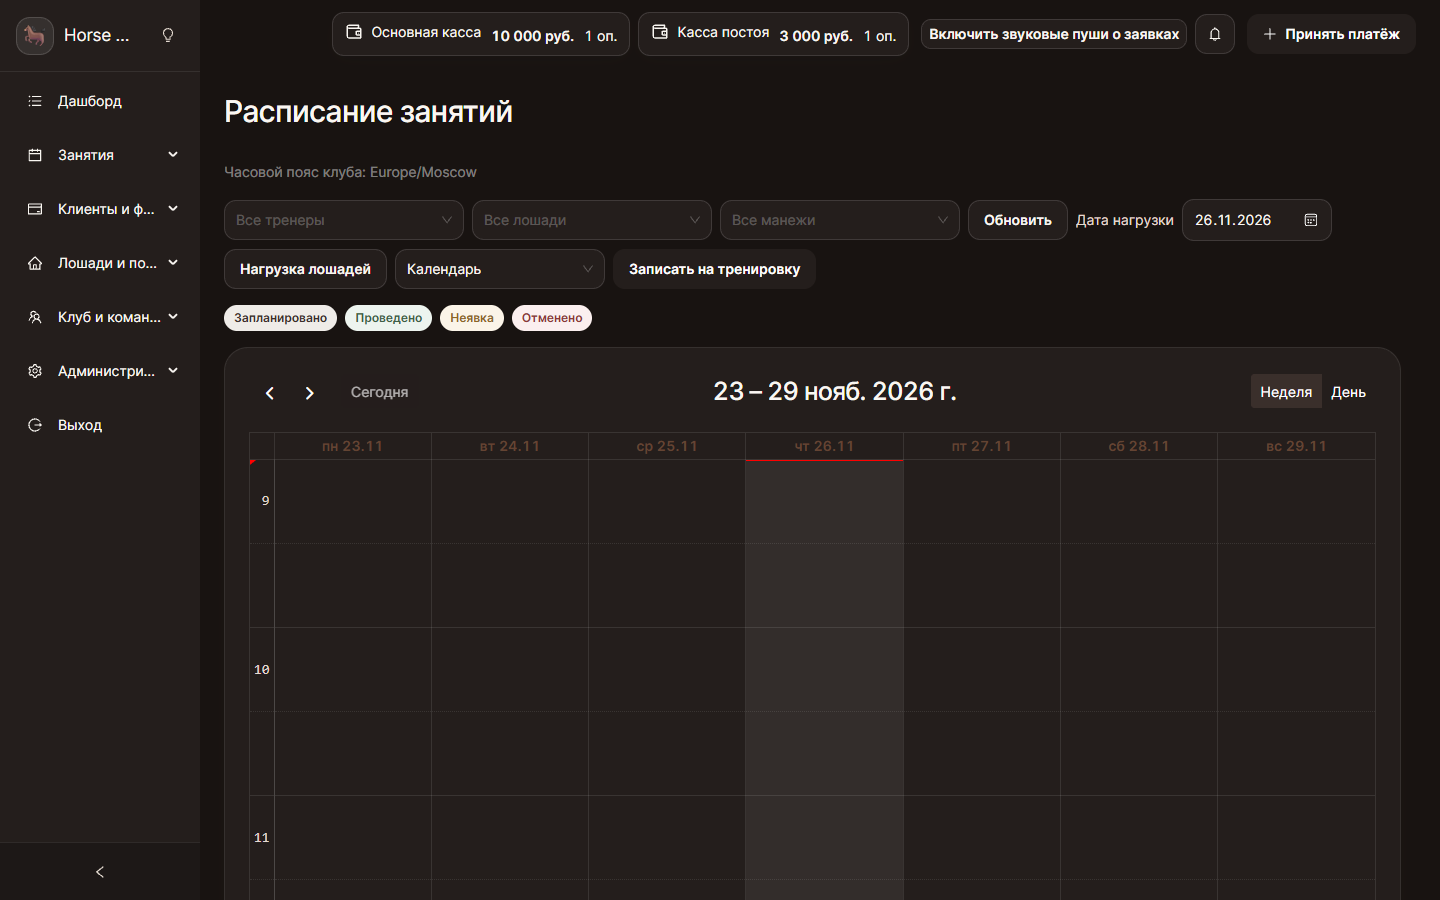 Horse ...
Основная касса 10 000 руб. 1 оп.
Касса постоя 3 000 руб. 1 оп.
Включить звуковые пуши о заявках
Принять платёж
Дашборд
Занятия
Клиенты и ф...
Лошади и по...
Клуб и коман...
Администри...
Выход
Расписание занятий
Часовой пояс клуба: Europe/Moscow
Все тренеры
Все лошади
Все манежи
Обновить
Дата нагрузки
26.11.2026
Нагрузка лошадей
Календарь
Записать на тренировку
Запланировано
Проведено
Неявка
Отменено
Сегодня
23 – 29 нояб. 2026 г.
Неделя
День
пн 23.11
вт 24.11
ср 25.11
чт 26.11
пт 27.11
сб 28.11
вс 29.11
9
10
11